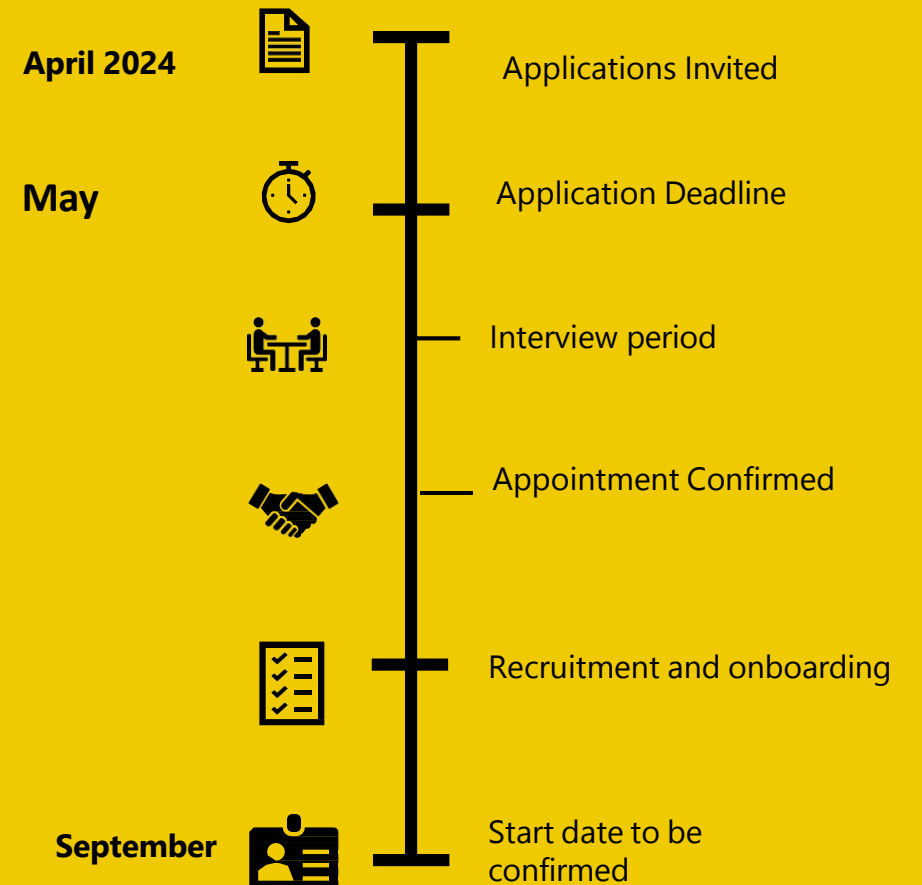 April 2024
Applications Invited
May
Application Deadline
Interview period
Appointment Confirmed
Recruitment and onboarding
September
Start date to be
confirmed